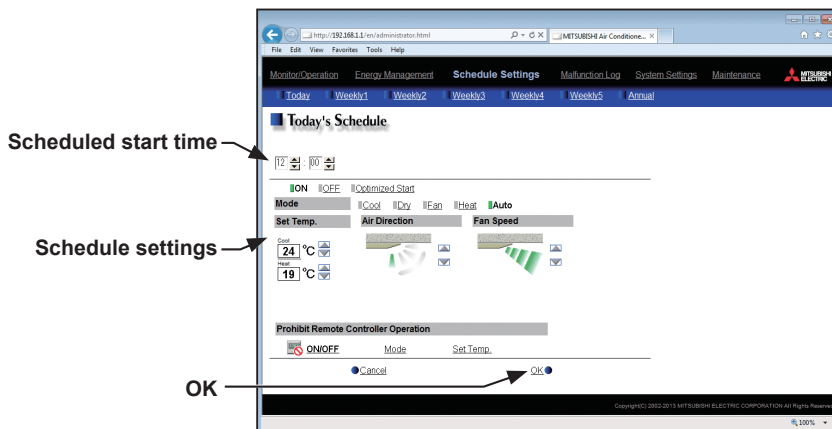 http://192.168.1.1/en/administrator.html
MITSUBISHI Air Conditione...
File Edit View Favorites Tools Help
Monitor/Operation Energy Management Schedule Settings Malfunction Log System Settings Maintenance MITSUBISHI ELECTRIC
Today Weekly1 Weekly2 Weekly3 Weekly4 Weekly5 Annual
Today's Schedule
Scheduled start time
12 : 00
ON OFF Optimized Start
Mode Cool Dry Fan Heat Auto
Set Temp. Air Direction Fan Speed
Schedule settings
Cool
24 °C
Heat
19 °C
Prohibit Remote Controller Operation
ON/OFF Mode Set Temp.
Cancel OK
OK
Copyright(C) 2002-2013 MITSUBISHI ELECTRIC CORPORATION All Rights Reserved
100%